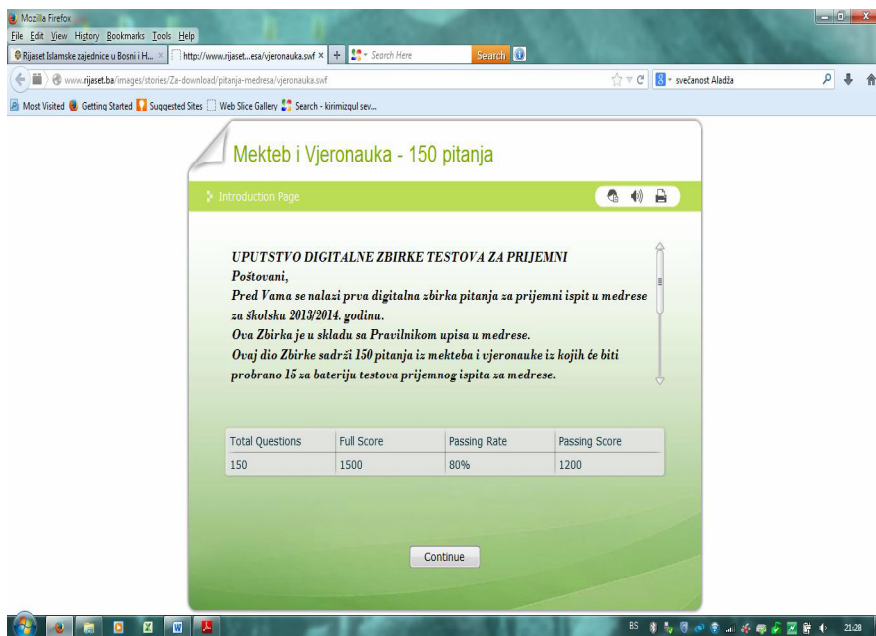 Mozilla Firefox
File Edit View History Bookmarks Tools Help
Rijaset Islamske zajednice u Bosni i H... × http://www.rijaset...esa/vjeronauka.swf × + Search Here Search
www.rijaset.ba/images/stories/Za-download/pitanja-medresa/vjeronauka.swf svečanost Aladža
Most Visited Getting Started Suggested Sites Web Slice Gallery Search - kirimizqul sev...
Mekteb i Vjeronauka - 150 pitanja
Introduction Page
UPUTSTVO DIGITALNE ZBIRKE TESTOVA ZA PRIJEMNI
Poštovani,
Pred Vama se nalazi prva digitalna zbirka pitanja za prijemni ispit u medrese
za školsku 2013/2014. godinu.
Ova Zbirka je u skladu sa Pravilnikom upisa u medrese.
Ovaj dio Zbirke sadrži 150 pitanja iz mekteba i vjeronauke iz kojih će biti
probrano 15 za bateriju testova prijemnog ispita za medrese.
Total Questions Full Score Passing Rate Passing Score
150 1500 80% 1200
Continue
BS 21:28